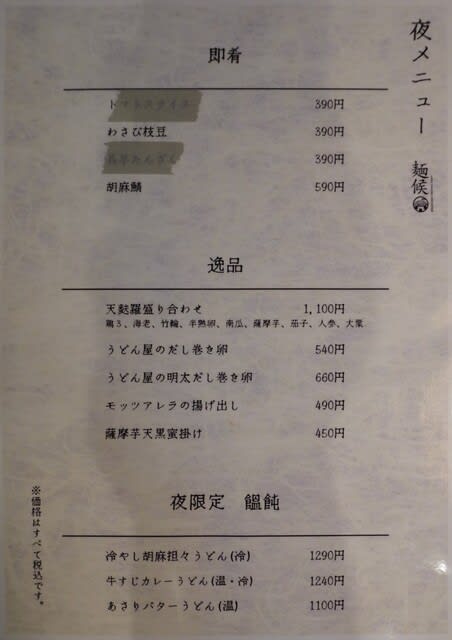 夜メニュー 麺候
即肴
トマトスライス 390円
わさび枝豆 390円
390円
胡麻鯖 590円
逸品
天麩羅盛り合わせ 1,100円
鶏3、海老、竹輪、半熟卵、南瓜、薩摩芋、茄子、人参、大葉
うどん屋のだし巻き卵 540円
うどん屋の明太だし巻き卵 660円
モッツアレラの揚げ出し 490円
薩摩芋天黒蜜掛け 450円
夜限定 饂飩
冷やし胡麻担々うどん(冷) 1290円
牛すじカレーうどん(温・冷) 1240円
あさりバターうどん(温) 1100円
※価格はすべて税込です。